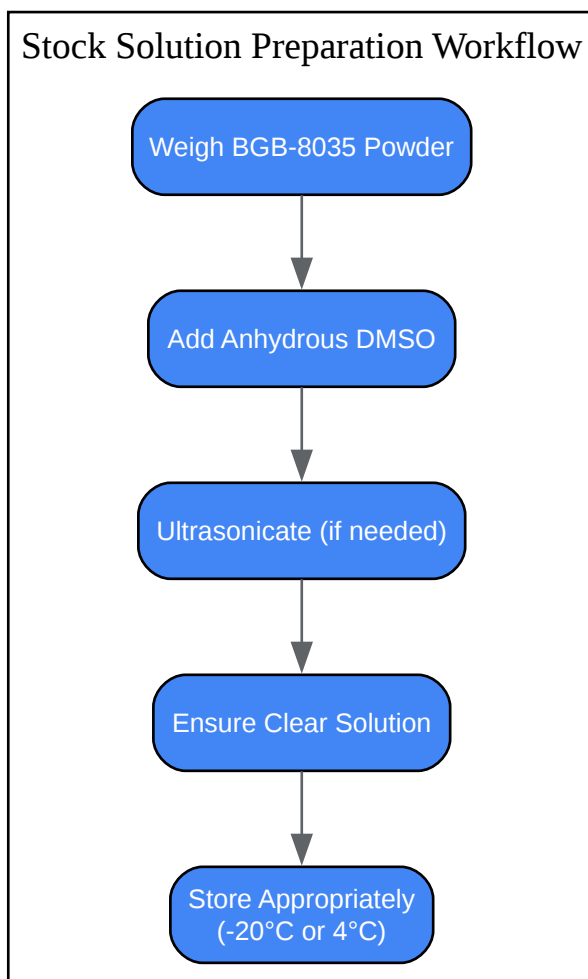 Stock Solution Preparation Workflow
Weigh BGB-8035 Powder
Add Anhydrous DMSO
Ultrasonicate (if needed)
Ensure Clear Solution
Store Appropriately
(-20°C or 4°C)